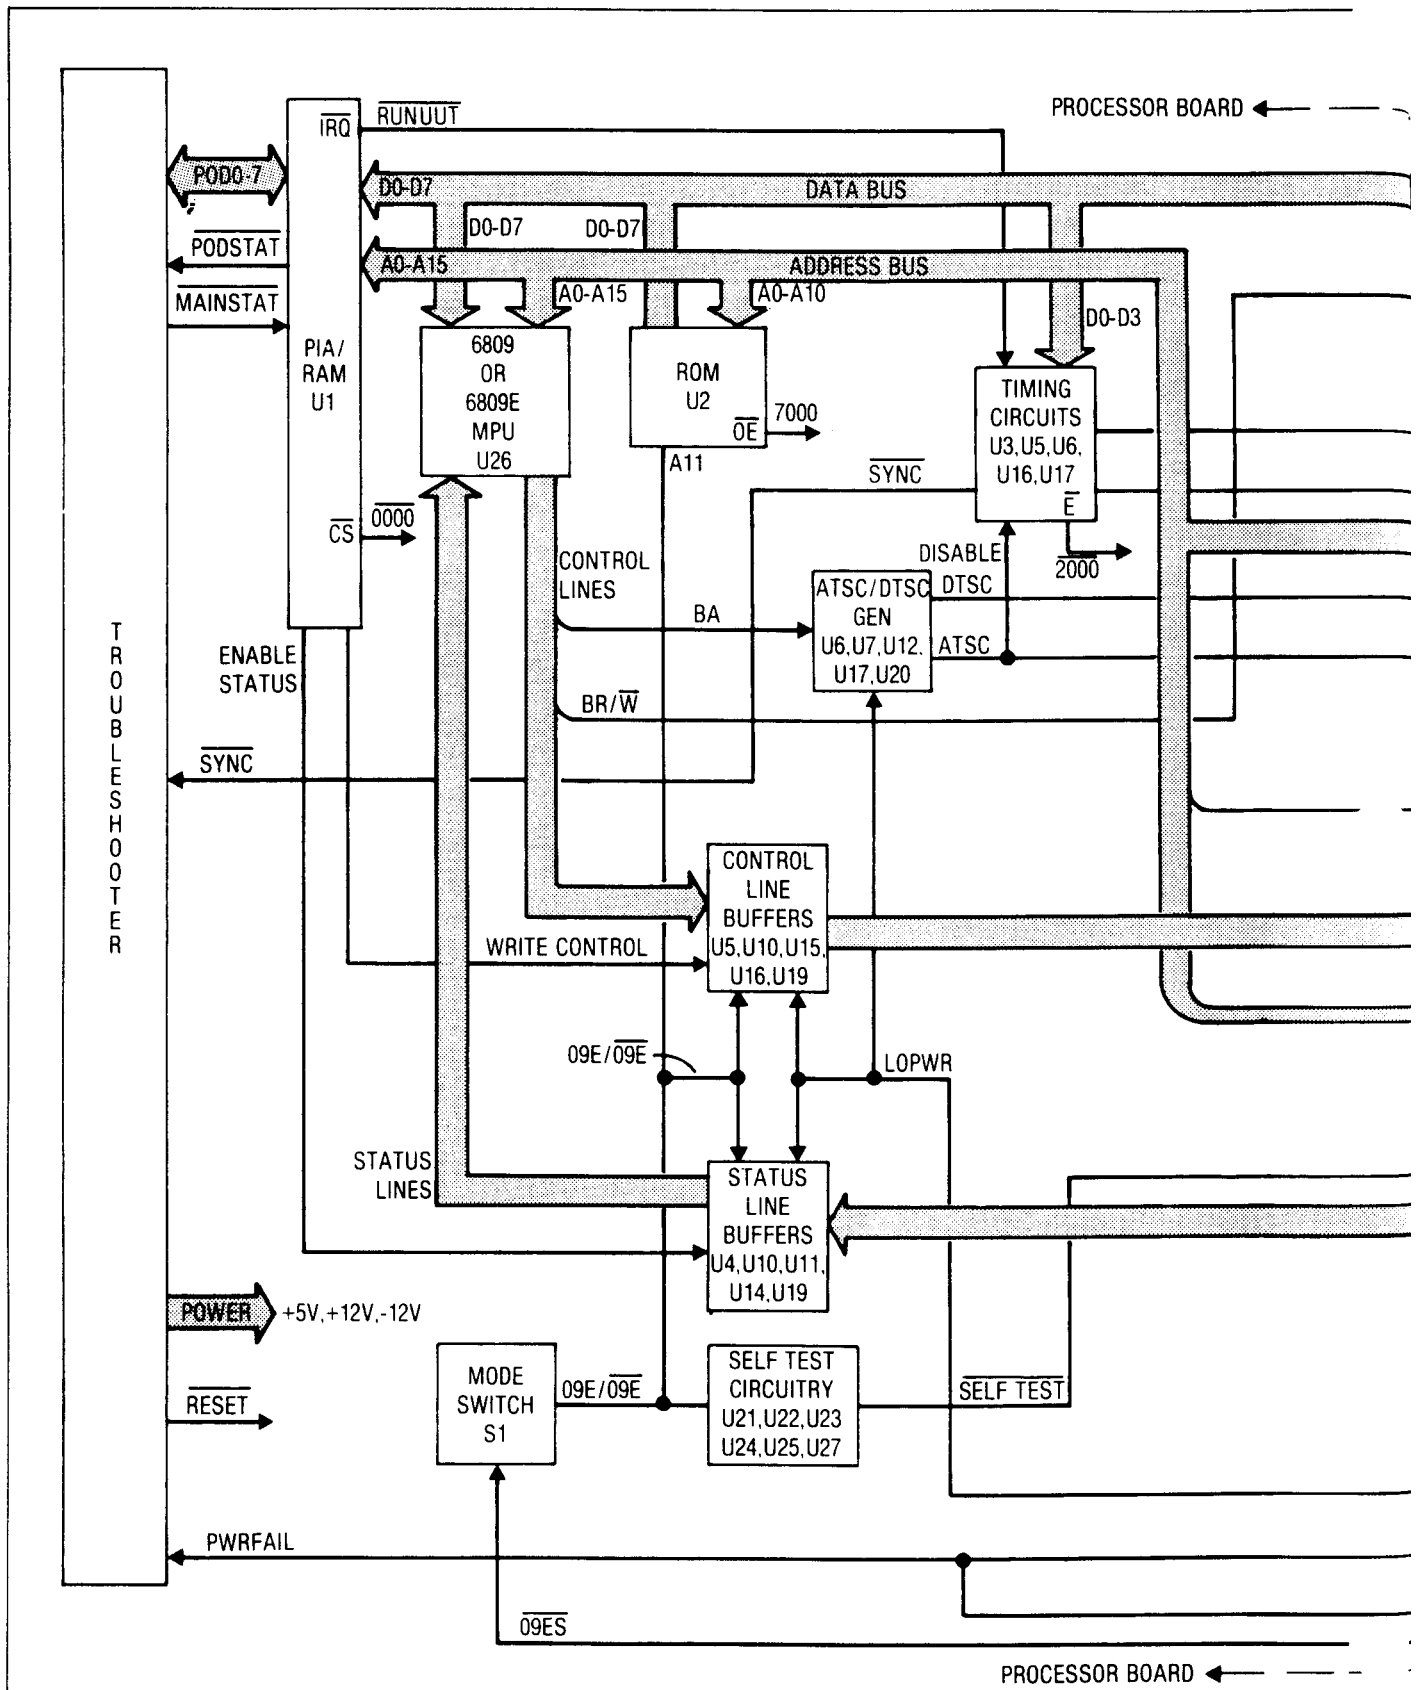 PROCESSOR BOARD
RUNUUT
IRQ
POD0-7
D0-D7
DATA BUS
D0-D7
D0-D7
PODSTAT
A0-A15
ADDRESS BUS
MAINSTAT
A0-A15
A0-A10
D0-D3
PIA/
RAM
U1
6809
OR
6809E
MPU
U26
ROM
U2
OE
7000
A11
TIMING
CIRCUITS
U3,U5,U6,
U16,U17
E
SYNC
CS
0000
2000
DISABLE
CONTROL
LINES
BA
ATSC/DTSC
GEN
U6,U7,U12,
U17,U20
DTSC
ATSC
TROUBLESHOOTER
ENABLE
STATUS
BR/W
SYNC
CONTROL
LINE
BUFFERS
U5,U10,U15,
U16,U19
WRITE CONTROL
09E/09E
LOPWR
STATUS
LINES
STATUS
LINE
BUFFERS
U4,U10,U11,
U14,U19
POWER
+5V,+12V,-12V
MODE
SWITCH
S1
09E/09E
SELF TEST
CIRCUITRY
U21,U22,U23
U24,U25,U27
SELF TEST
RESET
PWRFAIL
09ES
PROCESSOR BOARD